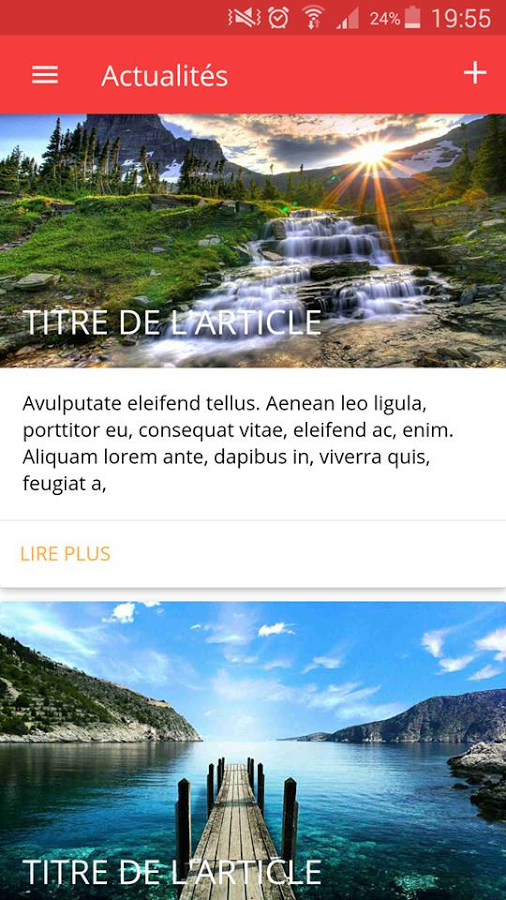 24% 19:55
Actualités
TITRE DE L'ARTICLE
Avulputate eleifend tellus. Aenean leo ligula,
porttitor eu, consequat vitae, eleifend ac, enim.
Aliquam lorem ante, dapibus in, viverra quis,
feugiat a,
LIRE PLUS
TITRE DE L'ARTICLE